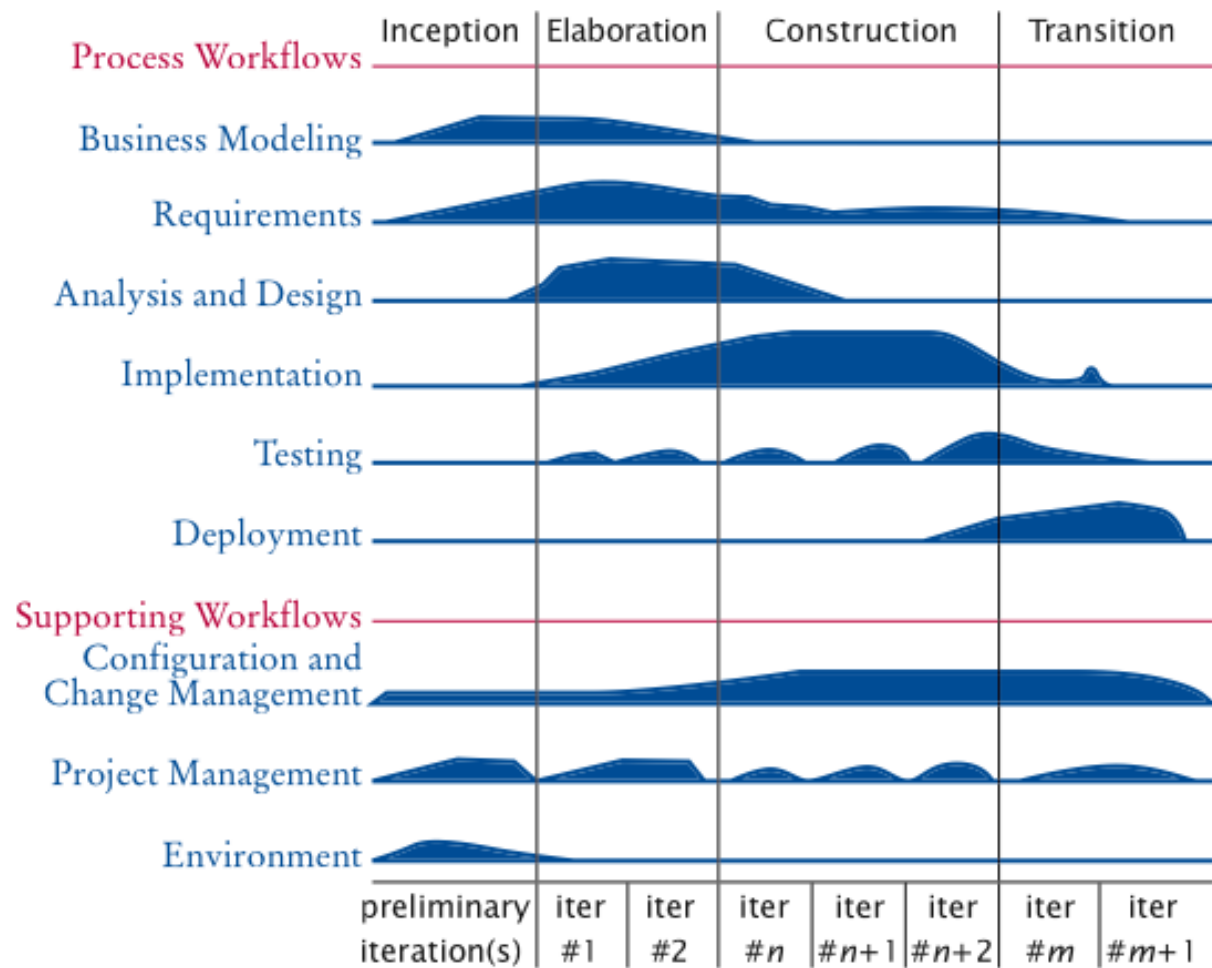 Inception Elaboration Construction Transition
Process Workflows
Business Modeling
Requirements
Analysis and Design
Implementation
Testing
Deployment
Supporting Workflows
Configuration and
Change Management
Project Management
Environment
preliminary iter iter iter iter iter iter iter
iteration(s) #1 #2 #n #n+1 #n+2 #m #m+1